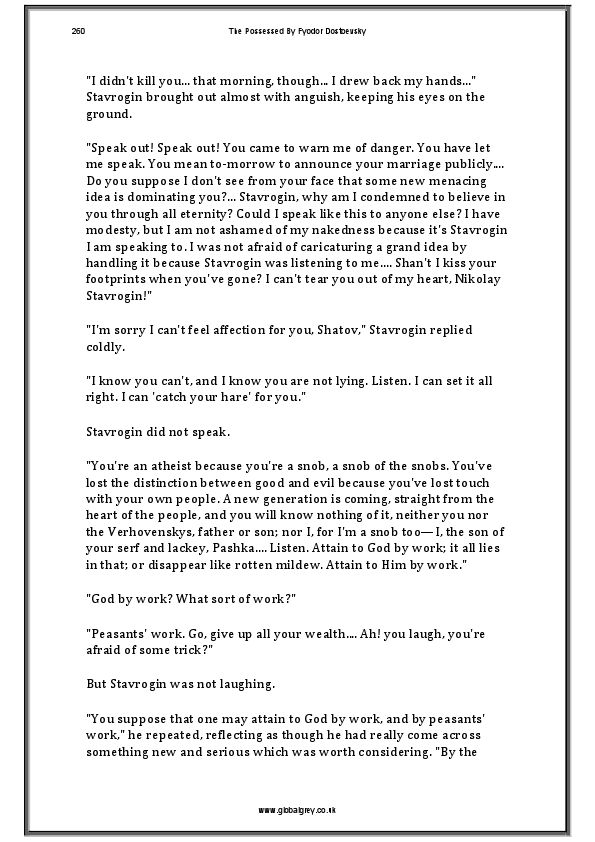 260
The Possessed By Fyodor Dostoevsky
"I didn't kill you... that morning, though... I drew back my hands..."
Stavrogin brought out almost with anguish, keeping his eyes on the
ground.
"Speak out! Speak out! You came to warn me of danger. You have let
me speak. You mean to-morrow to announce your marriage publicly....
Do you suppose I don't see from your face that some new menacing
idea is dominating you?... Stavrogin, why am I condemned to believe in
you through all eternity? Could I speak like this to anyone else? I have
modesty, but I am not ashamed of my nakedness because it's Stavrogin
I am speaking to. I was not afraid of caricaturing a grand idea by
handling it because Stavrogin was listening to me.... Shan't I kiss your
footprints when you've gone? I can't tear you out of my heart, Nikolay
Stavrogin!"
"I'm sorry I can't feel affection for you, Shatov," Stavrogin replied
coldly.
"I know you can't, and I know you are not lying. Listen. I can set it all
right. I can 'catch your hare' for you."
Stavrogin did not speak.
"You're an atheist because you're a snob, a snob of the snobs. You've
lost the distinction between good and evil because you've lost touch
with your own people. A new generation is coming, straight from the
heart of the people, and you will know nothing of it, neither you nor
the Verhovenskys, father or son; nor I, for I'm a snob too—I, the son of
your serf and lackey, Pashka.... Listen. Attain to God by work; it all lies
in that; or disappear like rotten mildew. Attain to Him by work."
"God by work? What sort of work?"
"Peasants' work. Go, give up all your wealth.... Ah! you laugh, you're
afraid of some trick?"
But Stavrogin was not laughing.
"You suppose that one may attain to God by work, and by peasants'
work," he repeated, reflecting as though he had really come across
something new and serious which was worth considering. "By the
www.globalgrey.co.uk